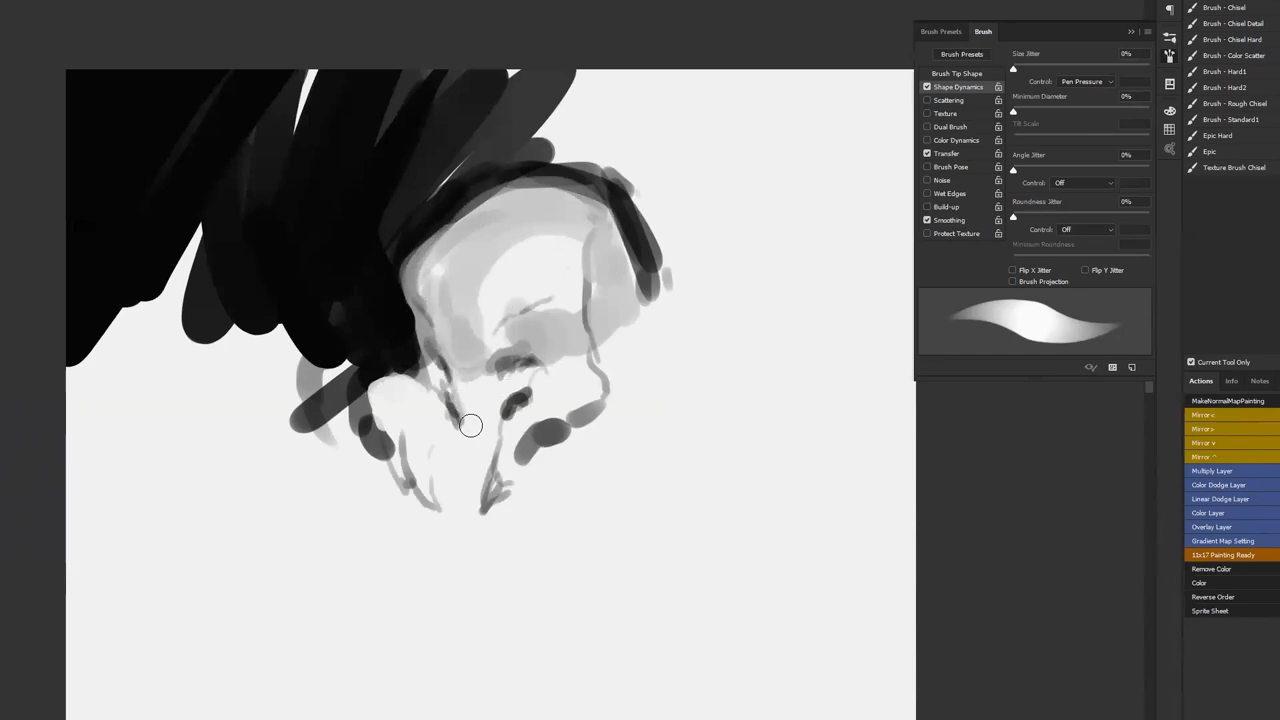 Brush Presets Brush
Brush Presets
Brush Tip Shape
Shape Dynamics
Scattering
Texture
Dual Brush
Color Dynamics
Transfer
Brush Pose
Noise
Wet Edges
Build-up
Smoothing
Protect Texture
Size Jitter 0%
Control: Pen Pressure
Minimum Diameter 0%
Tilt Scale
Angle Jitter 0%
Control: Off
Roundness Jitter 0%
Control: Off
Minimum Roundness
Flip X Jitter Flip Y Jitter
Brush Projection
Brush - Chisel
Brush - Chisel Detail
Brush - Chisel Hard
Brush - Color Scatter
Brush - Hard1
Brush - Hard2
Brush - Rough Chisel
Brush - Standard1
Epic Hard
Epic
Texture Brush Chisel
Current Tool Only
Actions Info Notes
MakeNormalMapPainting
Mirror <
Mirror >
Mirror v
Mirror ^
Multiply Layer
Color Dodge Layer
Linear Dodge Layer
Color Layer
Overlay Layer
Gradient Map Setting
11x17 Painting Ready
Remove Color
Color
Reverse Order
Sprite Sheet